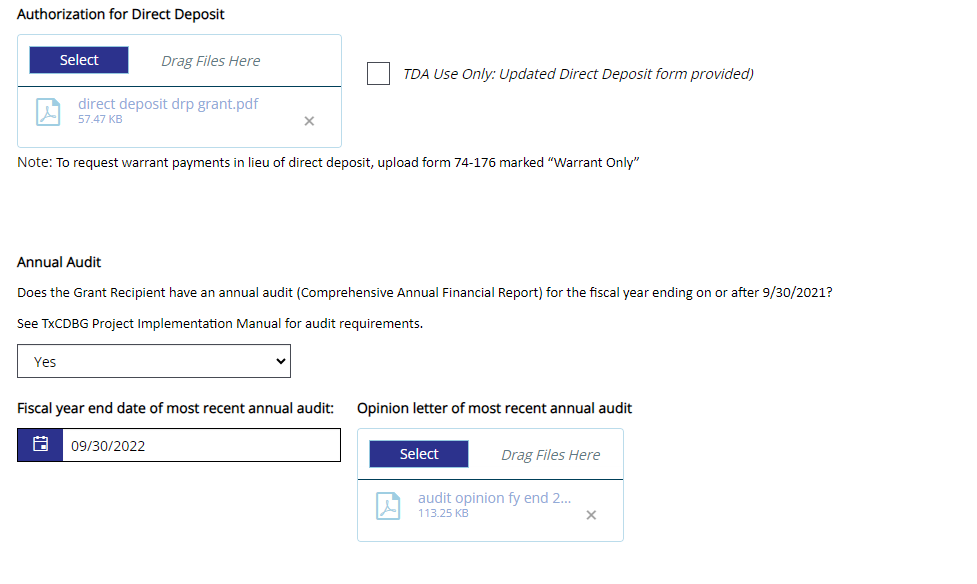 Authorization for Direct Deposit
Select Drag Files Here
TDA Use Only: Updated Direct Deposit form provided)
direct deposit drp grant.pdf
57.47 KB
Note: To request warrant payments in lieu of direct deposit, upload form 74-176 marked “Warrant Only”
Annual Audit
Does the Grant Recipient have an annual audit (Comprehensive Annual Financial Report) for the fiscal year ending on or after 9/30/2021?
See TxCDBG Project Implementation Manual for audit requirements.
Yes
Fiscal year end date of most recent annual audit:
09/30/2022
Opinion letter of most recent annual audit
Select Drag Files Here
audit opinion fy end 2...
113.25 KB